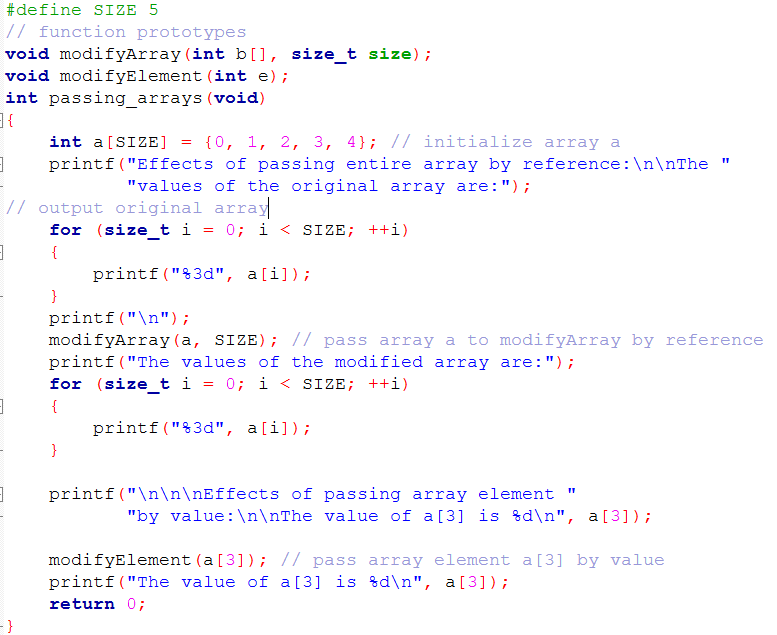 #define SIZE 5
// function prototypes
void modifyArray(int b[], size_t size);
void modifyElement(int e);
int passing_arrays(void)
{
    int a[SIZE] = {0, 1, 2, 3, 4}; // initialize array a
    printf("Effects of passing entire array by reference:\n\nThe "
           "values of the original array are:");
// output original array
    for (size_t i = 0; i < SIZE; ++i)
    {
        printf("%3d", a[i]);
    }
    printf("\n");
    modifyArray(a, SIZE); // pass array a to modifyArray by reference
    printf("The values of the modified array are:");
    for (size_t i = 0; i < SIZE; ++i)
    {
        printf("%3d", a[i]);
    }

    printf("\n\n\nEffects of passing array element "
           "by value:\n\nThe value of a[3] is %d\n", a[3]);

    modifyElement(a[3]); // pass array element a[3] by value
    printf("The value of a[3] is %d\n", a[3]);
    return 0;
}